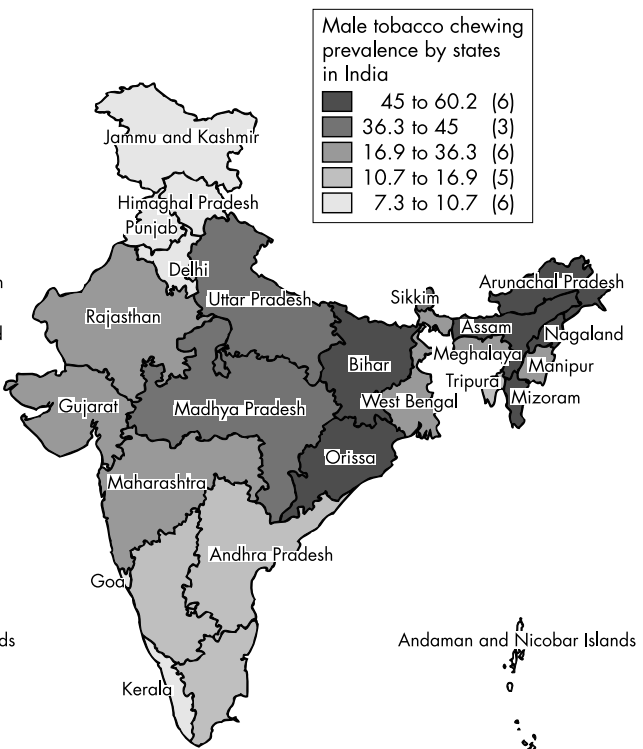 Male tobacco chewing
prevalence by states
in India
45 to 60.2 (6)
36.3 to 45 (3)
16.9 to 36.3 (6)
10.7 to 16.9 (5)
7.3 to 10.7 (6)
Jammu and Kashmir
Himaghal Pradesh
Punjab
Delhi
Uttar Pradesh
Rajasthan
Sikkim
Arunachal Pradesh
Assam
Nagaland
Meghalaya
Manipur
Bihar
Tripura
Mizoram
Gujarat
Madhya Pradesh
West Bengal
Orissa
Maharashtra
Andhra Pradesh
Goa
Andaman and Nicobar Islands
Kerala
ds